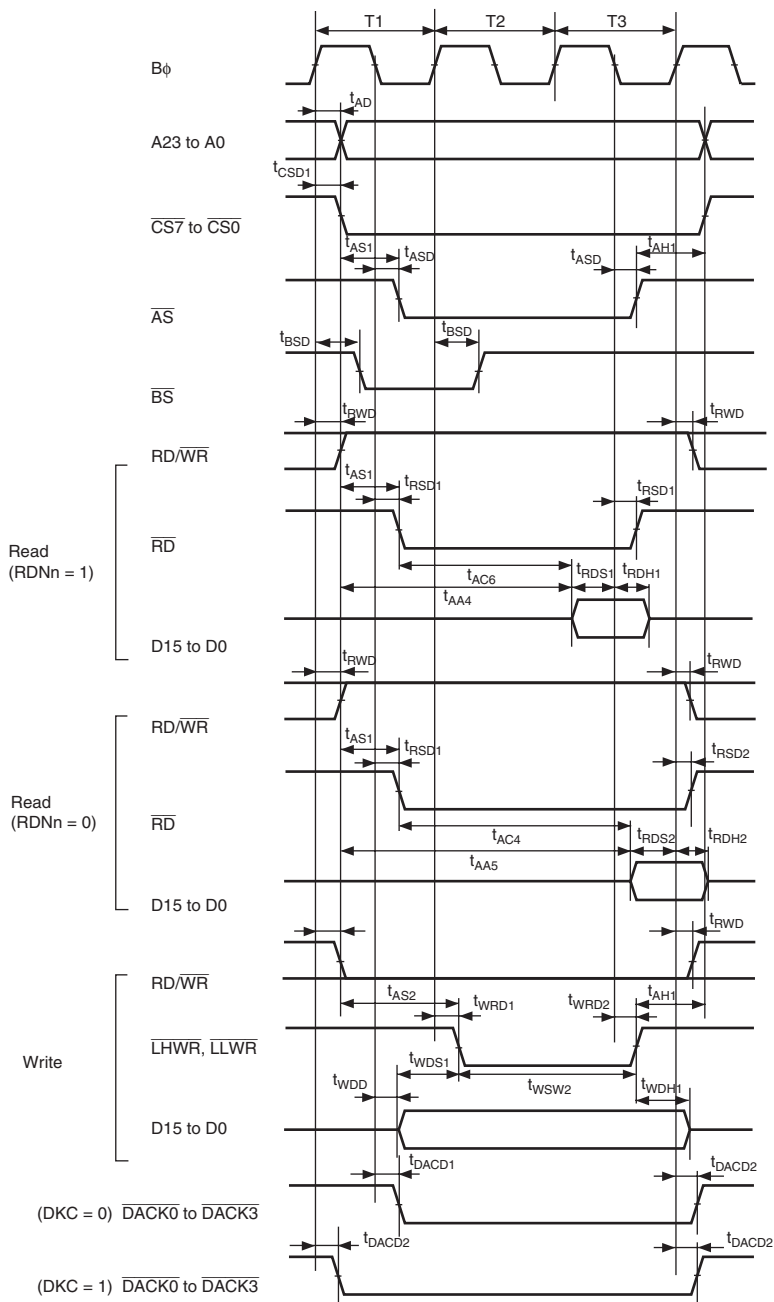 T1 T2 T3
Bφ
tAD
A23 to A0
tCSD1
CS7 to CS0
tAS1 tASD tASD tAH1
AS
tBSD tBSD
BS
tRWD tRWD
RD/WR
tAS1 tRSD1 tRSD1
Read
(RDNn = 1)
RD
tAC6 tRDS1 tRDH1
tAA4
D15 to D0
tRWD tRWD
RD/WR
tAS1 tRSD1 tRSD2
Read
(RDNn = 0)
RD
tAC4 tRDS2 tRDH2
tAA5
D15 to D0
tRWD
RD/WR
tAS2 tWRD1 tWRD2 tAH1
Write
LHWR, LLWR
tWDD tWDS1 tWSW2 tWDH1
D15 to D0
tDACD1 tDACD2
(DKC = 0) DACK0 to DACK3
tDACD2 tDACD2
(DKC = 1) DACK0 to DACK3